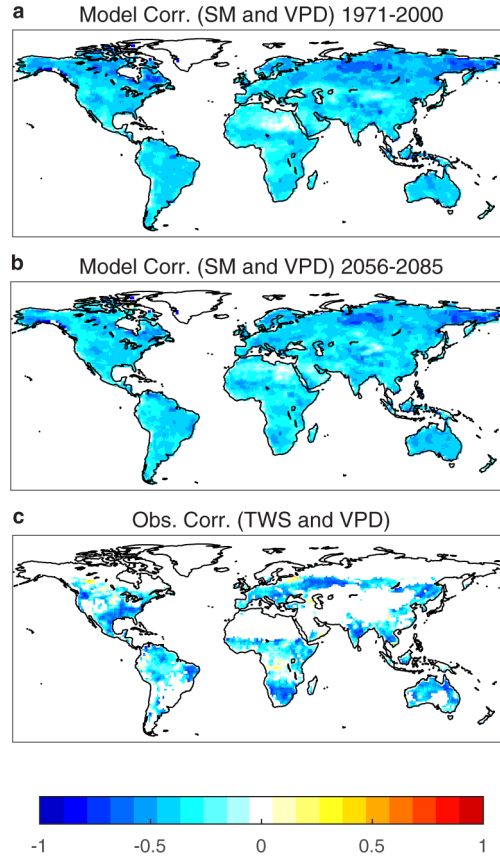 a
Model Corr. (SM and VPD) 1971-2000
b
Model Corr. (SM and VPD) 2056-2085
c
Obs. Corr. (TWS and VPD)
-1 -0.5 0 0.5 1